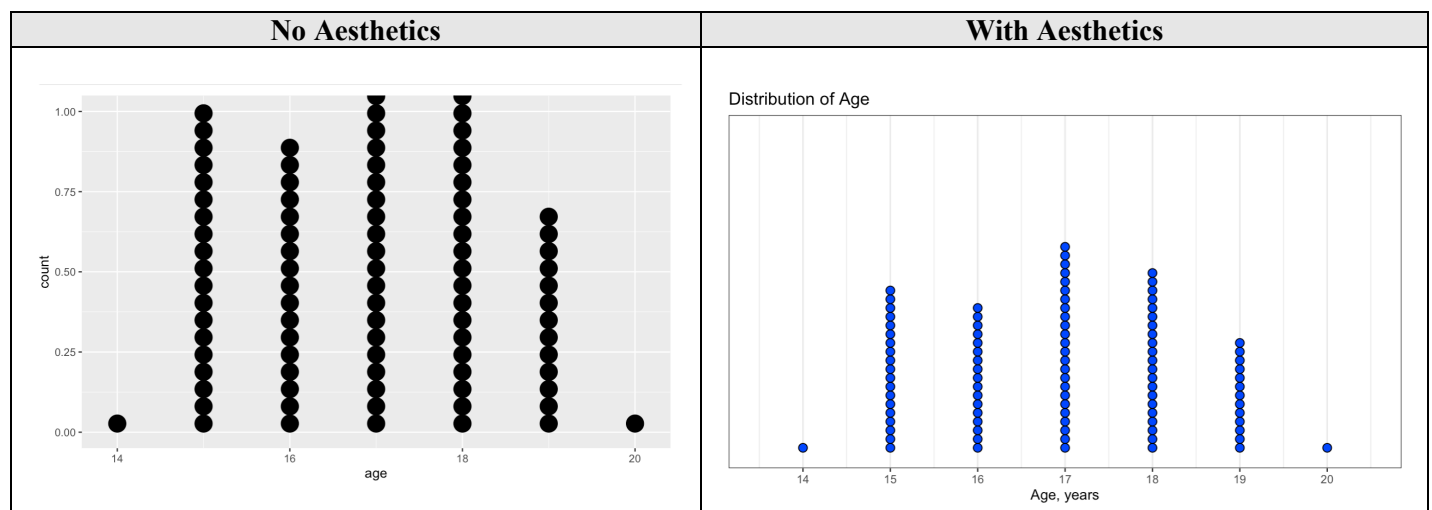 No Aesthetics
With Aesthetics
1.00
0.75
0.50
0.25
0.00
count
14 16 18 20
age
Distribution of Age
14 15 16 17 18 19 20
Age, years